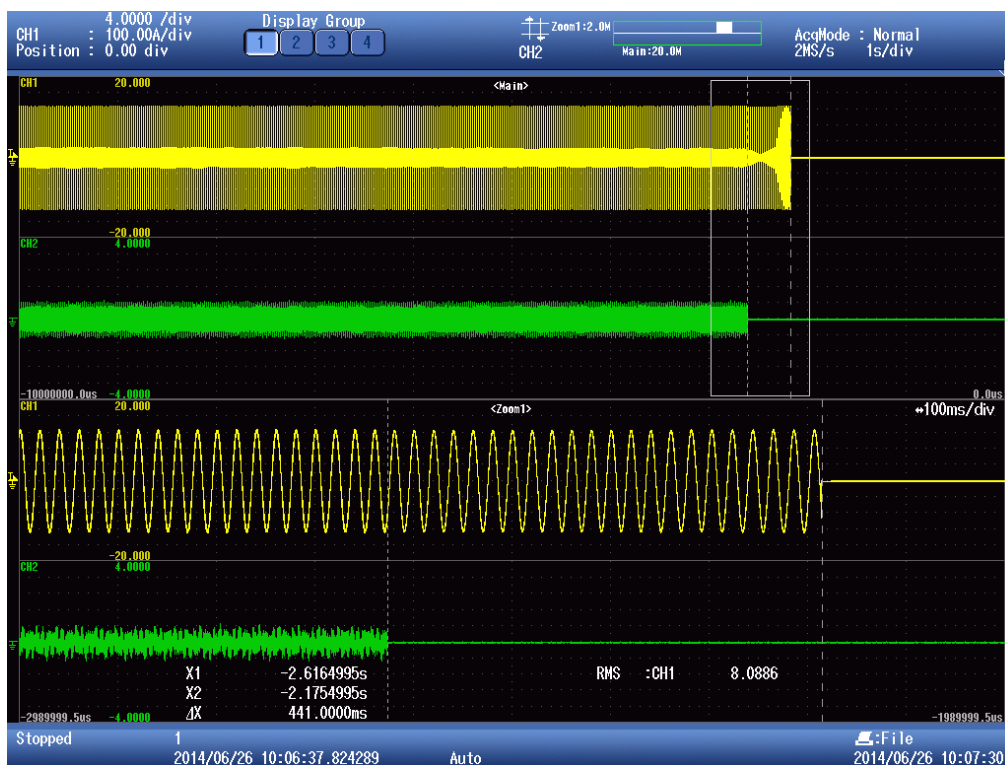 4.0000 /div
CH1 : 100.00A/div
Position : 0.00 div
Display Group
1 2 3 4
Zoom1:2.0M
CH2 Main:20.0M
AcqMode : Normal
2MS/s 1s/div
CH1 20.000 <Main>
-20.000
CH2 4.0000
-10000000.0us -4.0000 0.0us
CH1 20.000 <Zoom1> ↔100ms/div
-20.000
CH2 4.0000
X1 -2.6164995s RMS :CH1 8.0886
X2 -2.1754995s
ΔX 441.0000ms
-2989999.5us -4.0000 -1989999.5us
Stopped 1 :File
2014/06/26 10:06:37.824289 Auto 2014/06/26 10:07:30